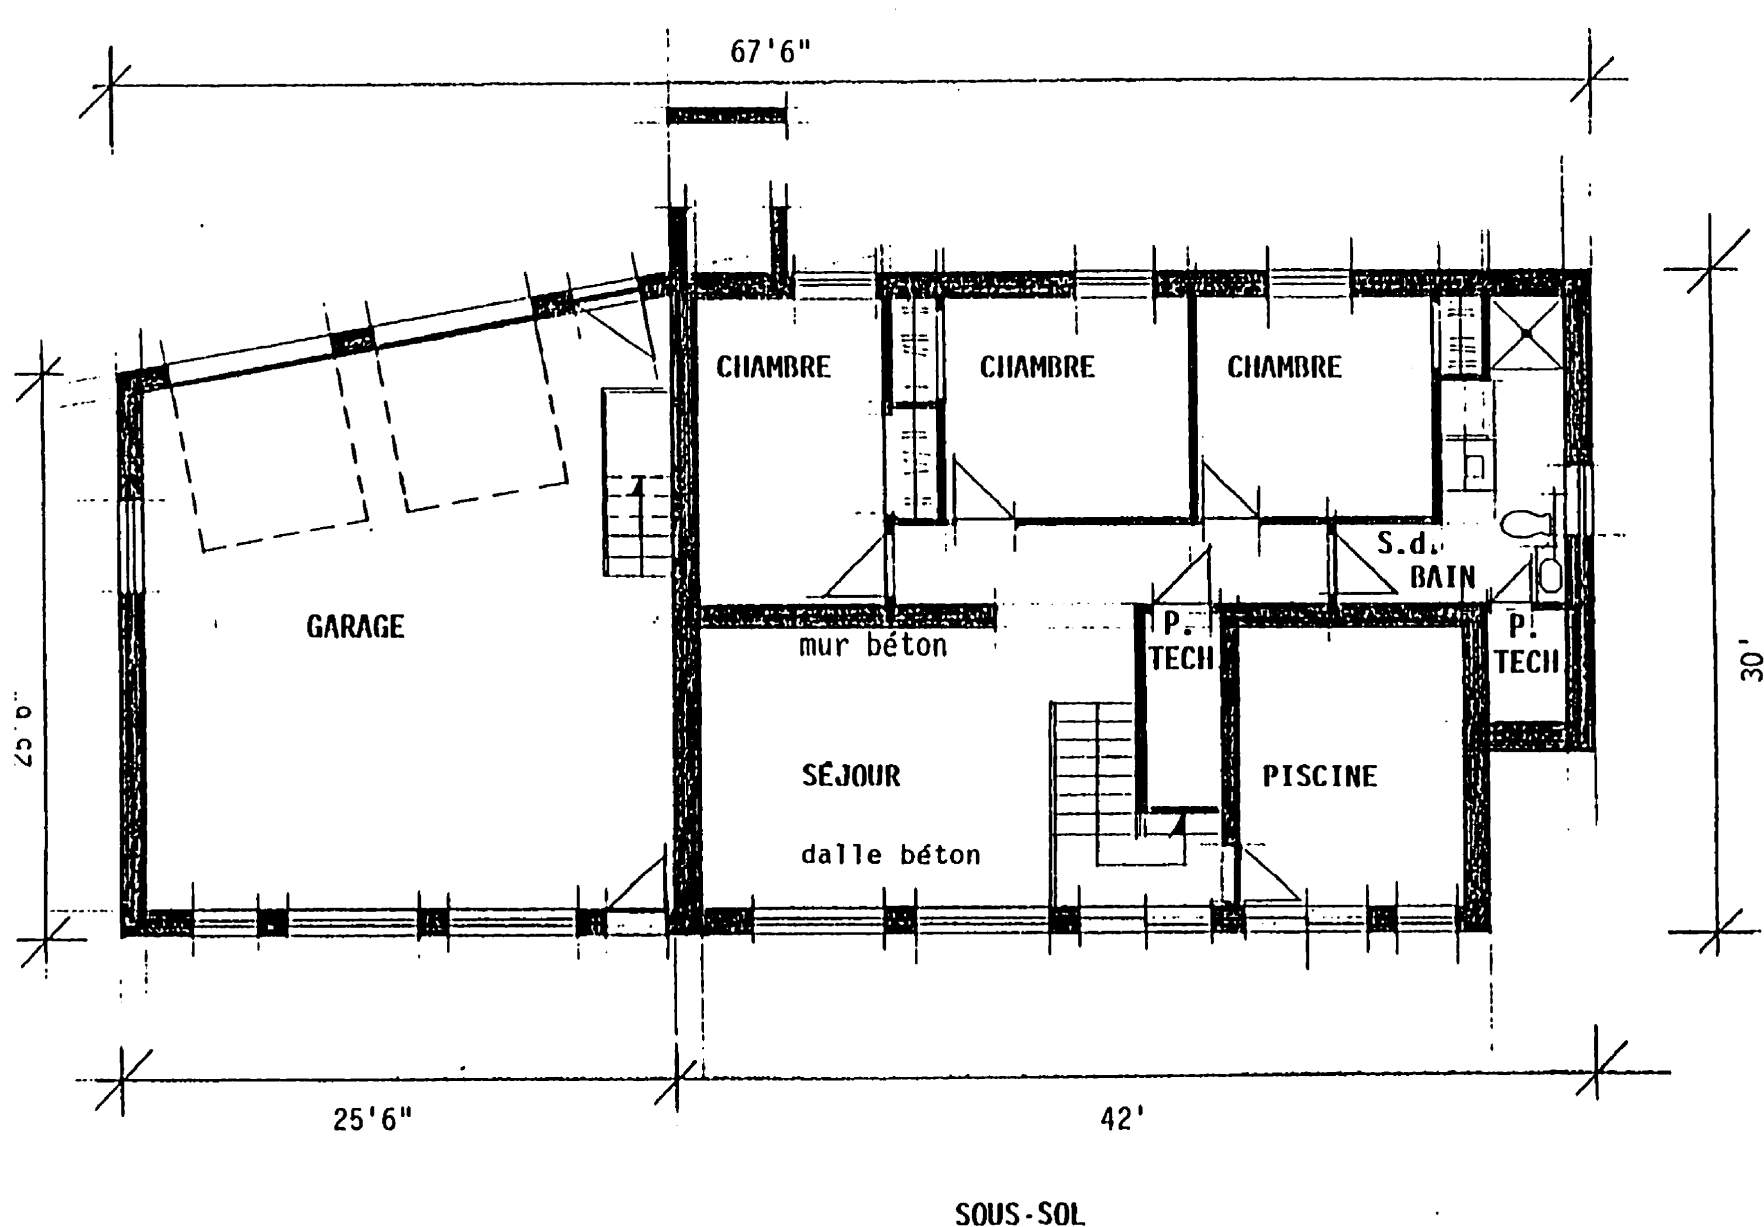 67'6"
CHAMBRE
CHAMBRE
CHAMBRE
S.d.
BAIN
GARAGE
mur béton
P.
TECH
P.
TECH
30'
SÉJOUR
PISCINE
dalle béton
25'6"
42'
SOUS-SOL